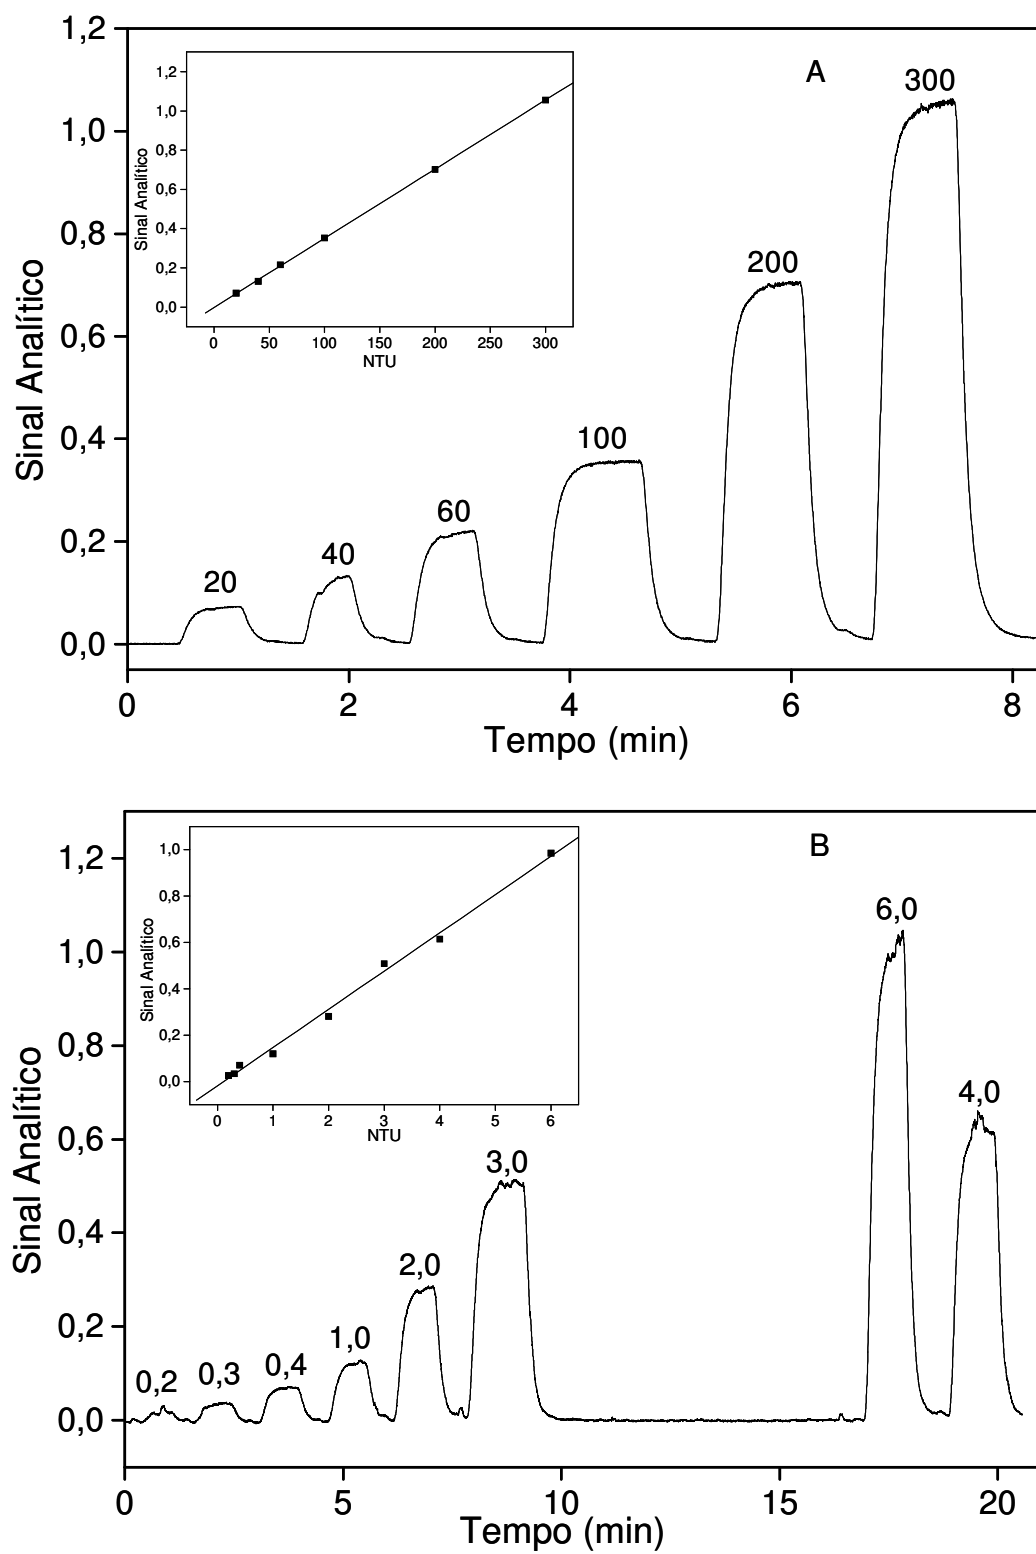 1,2
1,0
0,8
0,6
0,4
0,2
0,0
Sinal Analítico
0 2 4 6 8
Tempo (min)
A
20
40
60
100
200
300
1,2
1,0
0,8
0,6
0,4
0,2
0,0
Sinal Analítico
0 50 100 150 200 250 300
NTU
1,2
1,0
0,8
0,6
0,4
0,2
0,0
Sinal Analítico
0 5 10 15 20
Tempo (min)
B
0,2
0,3
0,4
1,0
2,0
3,0
6,0
4,0
1,0
0,8
0,6
0,4
0,2
0,0
Sinal Analítico
0 1 2 3 4 5 6
NTU